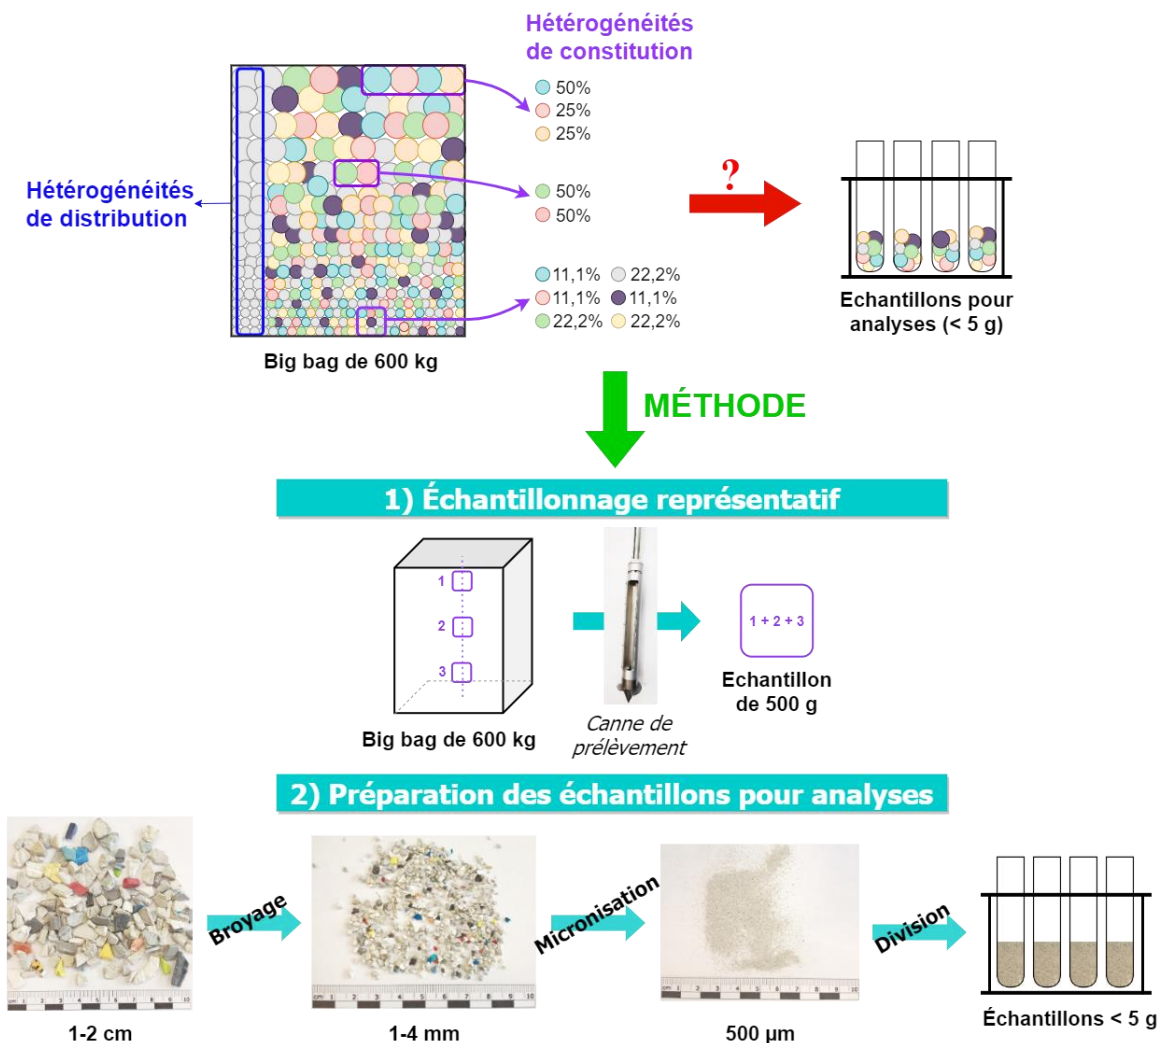 Hétérogénéités
de constitution
50%
25%
25%
Hétérogénéités
de distribution
50%
50%
?
11,1%
22,2%
11,1%
11,1%
22,2%
22,2%
Big bag de 600 kg
Echantillons pour
analyses (< 5 g)
MÉTHODE
1) Échantillonnage représentatif
1
2
3
1 + 2 + 3
Big bag de 600 kg
Canne de
prélèvement
Echantillon
de 500 g
2) Préparation des échantillons pour analyses
Broyage
Micronisation
Division
1-2 cm
1-4 mm
500 µm
Échantillons < 5 g